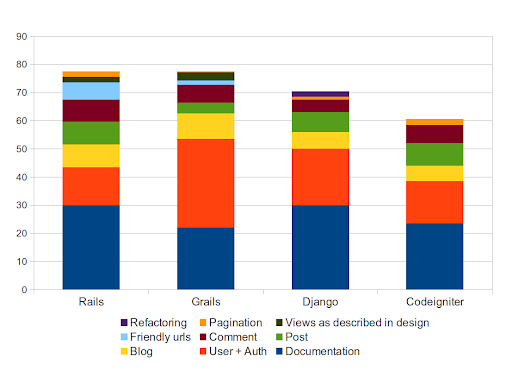 90
80
70
60
50
40
30
20
10
0
Rails Grails Django Codeigniter
Refactoring Pagination Views as described in design
Friendly urls Comment Post
Blog User + Auth Documentation